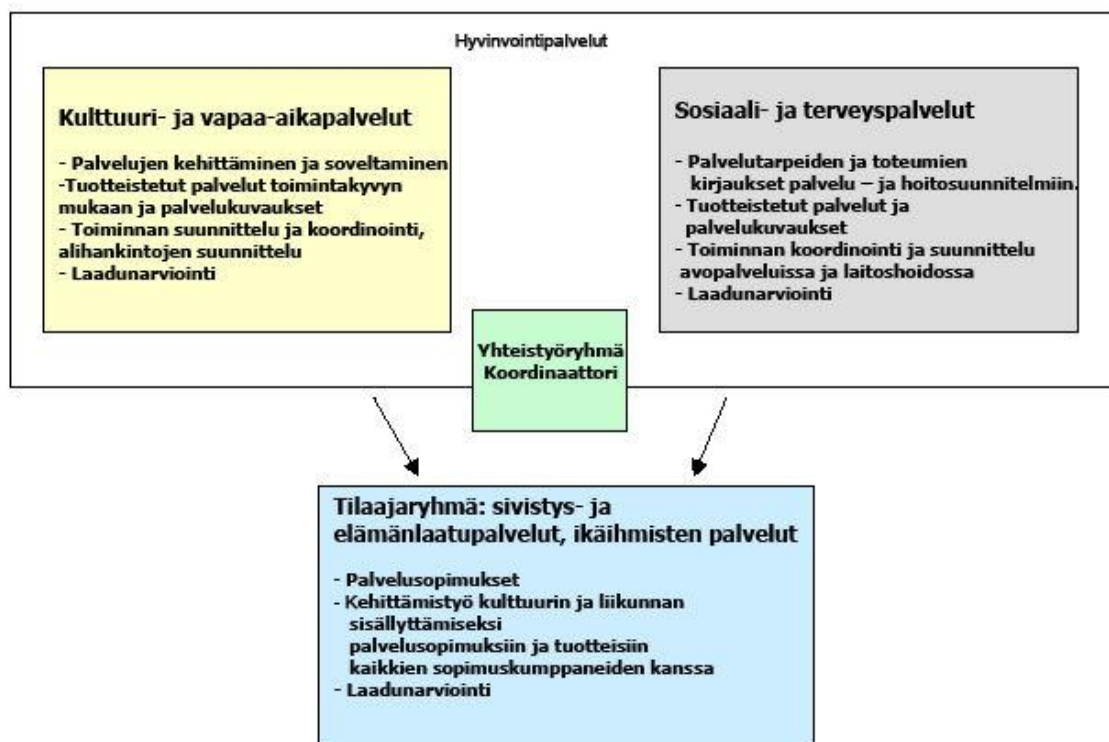 Hyvinvointipalvelut
Kulttuuri- ja vapaa-aikapalvelut
- Palvelujen kehittäminen ja soveltaminen
-Tuotteistetut palvelut toimintakyvyn
mukaan ja palvelukuvaukset
- Toiminnan suunnittelu ja koordinointi,
alihankintojen suunnittelu
- Laadunarviointi
Sosiaali- ja terveyspalvelut
- Palvelutarpeiden ja toteumien
kirjaukset palvelu – ja hoitosuunnitelmiin.
- Tuotteistetut palvelut ja
palvelukuvaukset
- Toiminnan koordinointi ja suunnittelu
avopalveluissa ja laitoshoidossa
- Laadunarviointi
Yhteistyöryhmä
Koordinaattori
Tilaajaryhmä: sivistys- ja
elämänlaatupalvelut, ikäihmisten palvelut
- Palvelusopimukset
- Kehittämistyö kulttuurin ja liikunnan
sisällyttämiseksi
palvelusopimuksiin ja tuotteisiin
kaikkien sopimuskumppaneiden kanssa
- Laadunarviointi